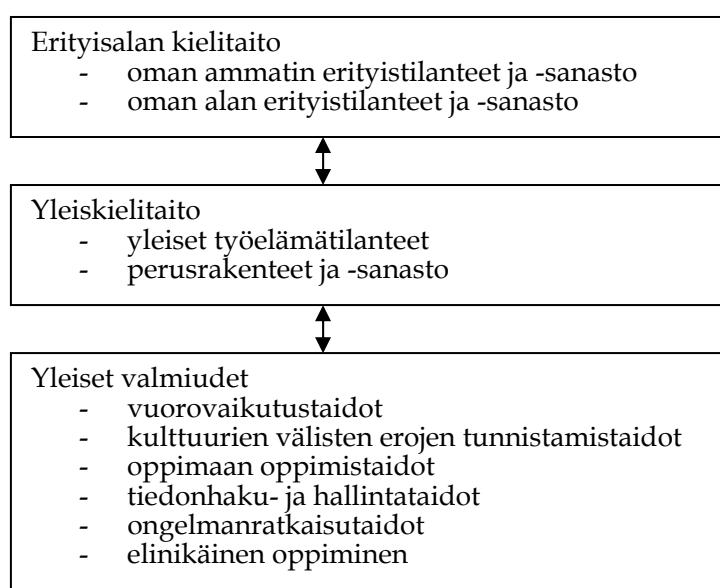 Erityisalan kielitaito
- oman ammatin erityistilanteet ja -sanasto
- oman alan erityistilanteet ja -sanasto
Yleiskielitaito
- yleiset työelämätilanteet
- perusrakenteet ja -sanasto
Yleiset valmiudet
- vuorovaikutustaidot
- kulttuurien välisten erojen tunnistamistaidot
- oppimaan oppimistaidot
- tiedonhaku- ja hallintataidot
- ongelmanratkaisutaidot
- elinikäinen oppiminen